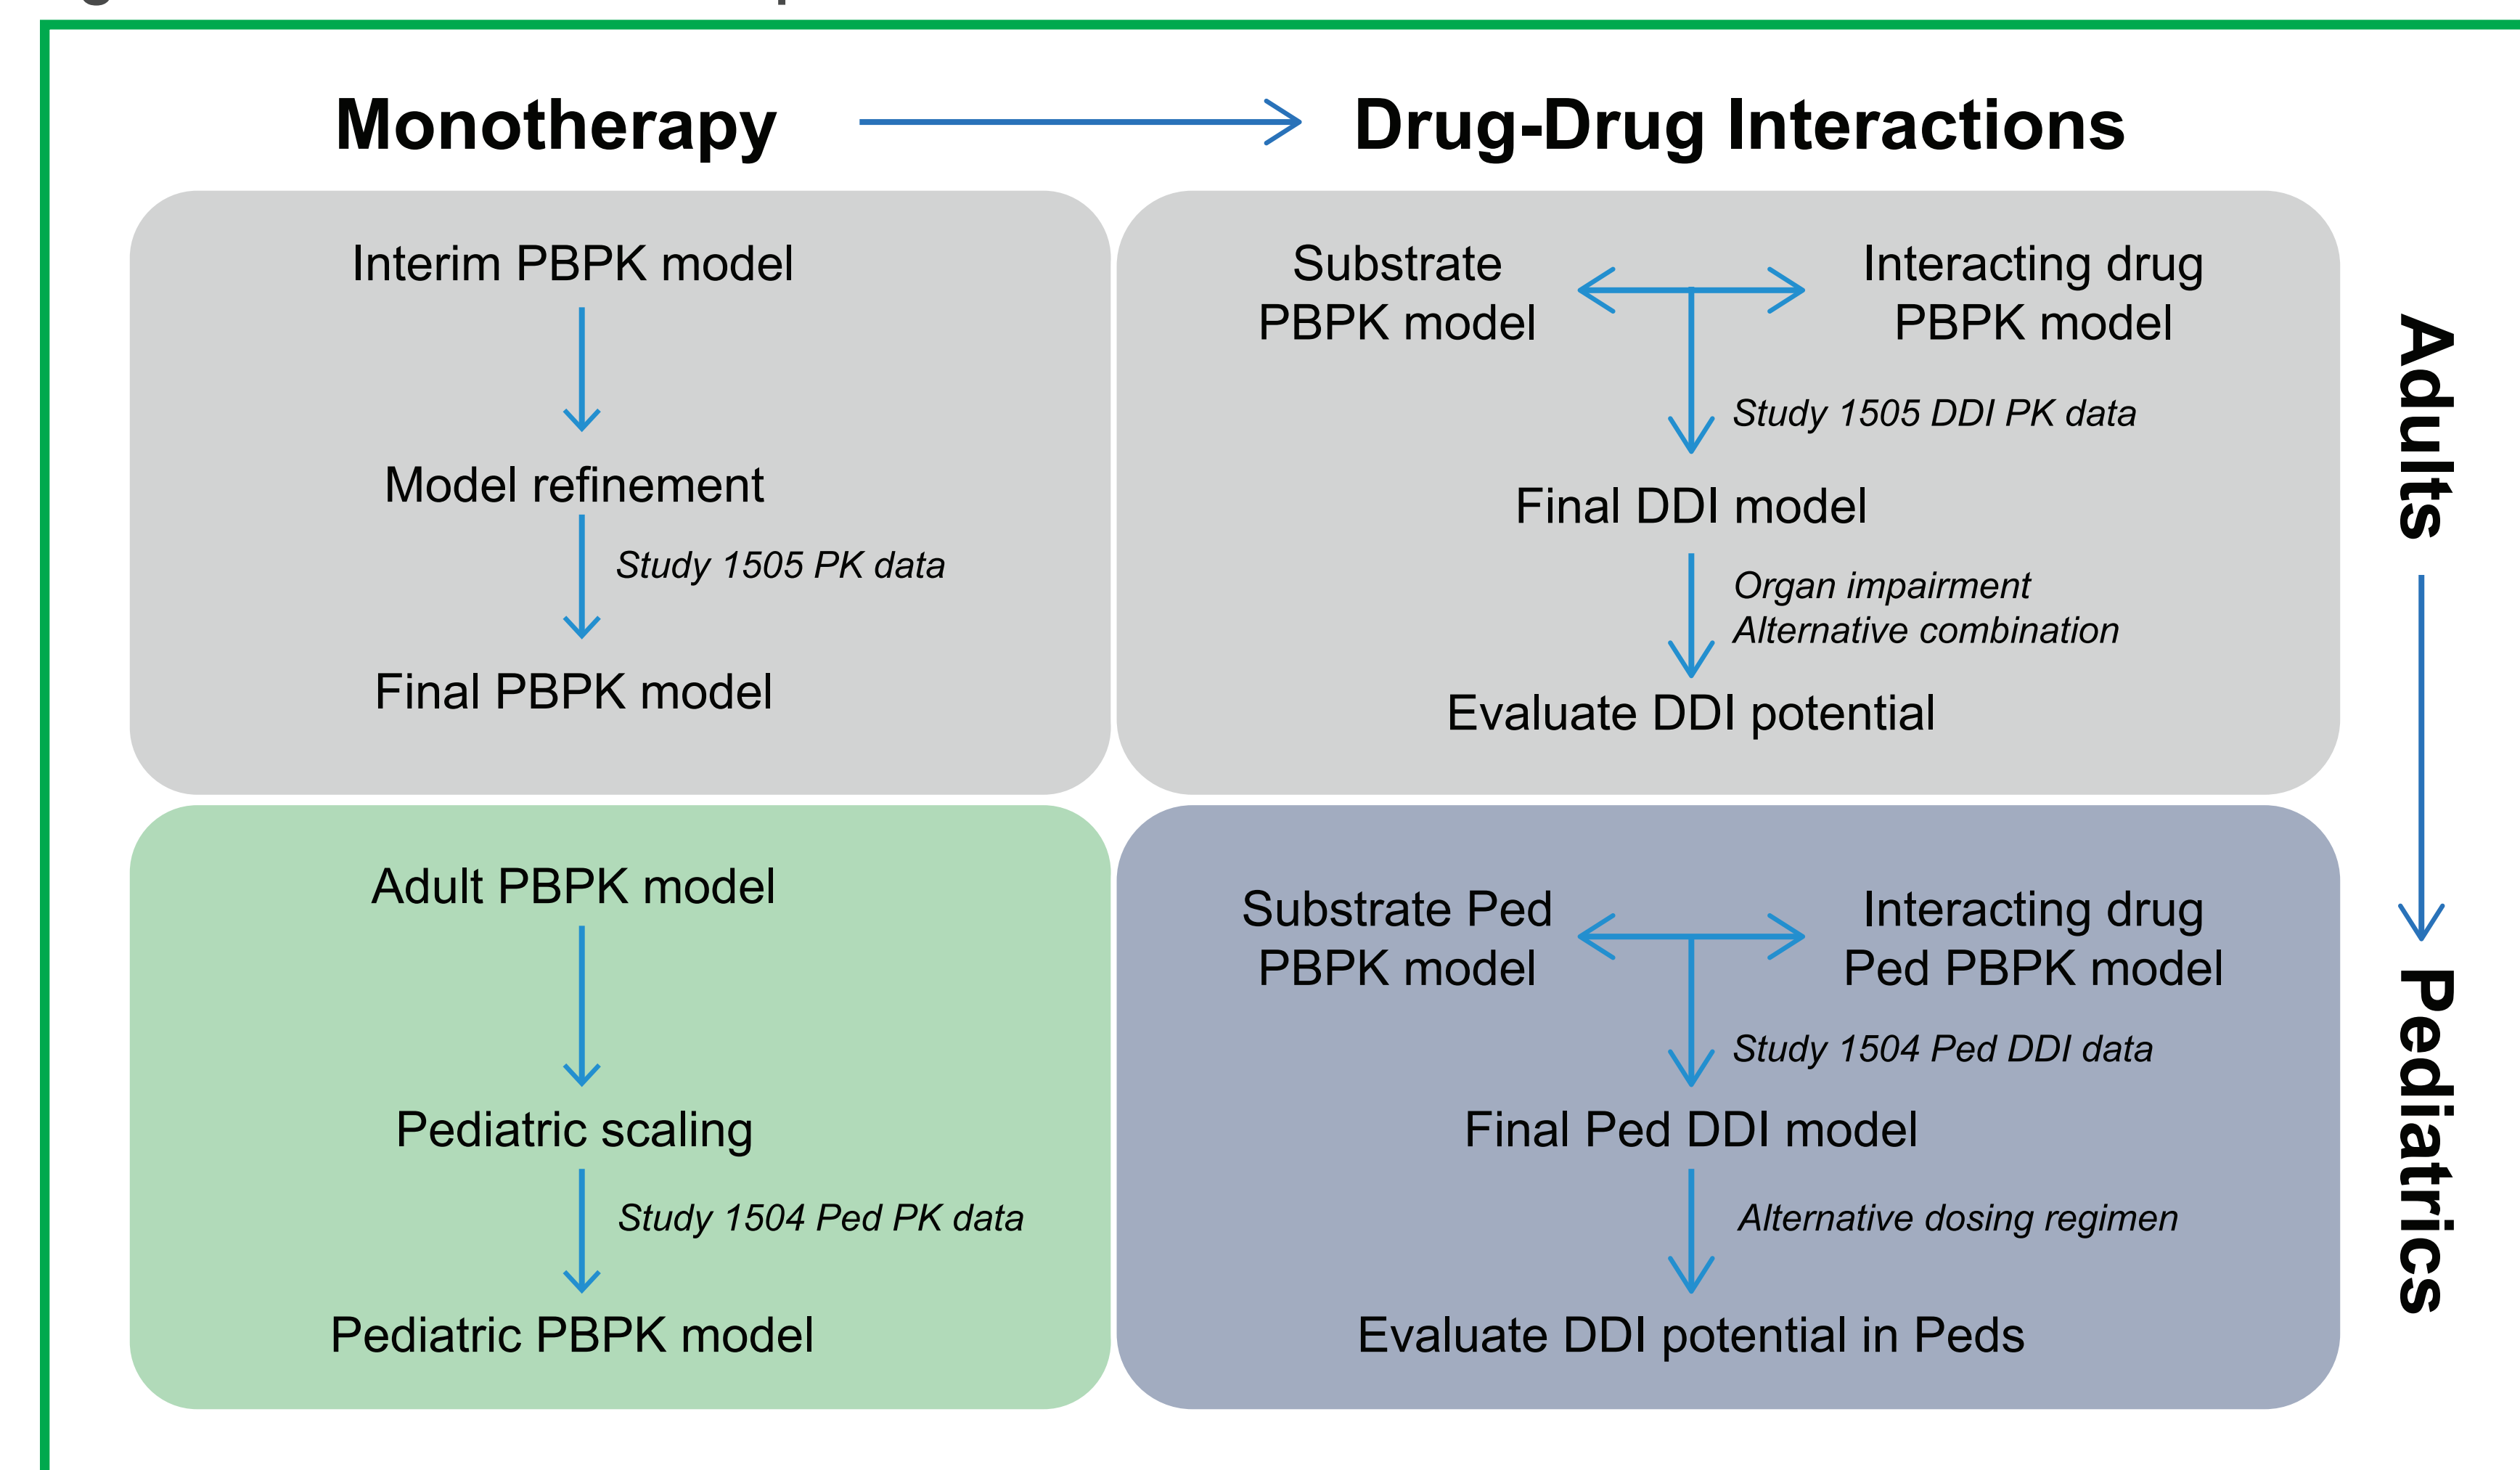 Monotherapy
Drug-Drug Interactions
Interim PBPK model
Model refinement
Study 1505 PK data
Final PBPK model
Substrate
PBPK model
Interacting drug
PBPK model
Study 1505 DDI PK data
Final DDI model
Organ impairment
Alternative combination
Evaluate DDI potential
Adults
Adult PBPK model
Pediatric scaling
Study 1504 Ped PK data
Pediatric PBPK model
Substrate Ped
PBPK model
Interacting drug
Ped PBPK model
Study 1504 Ped DDI data
Final Ped DDI model
Alternative dosing regimen
Evaluate DDI potential in Peds
Pediatrics